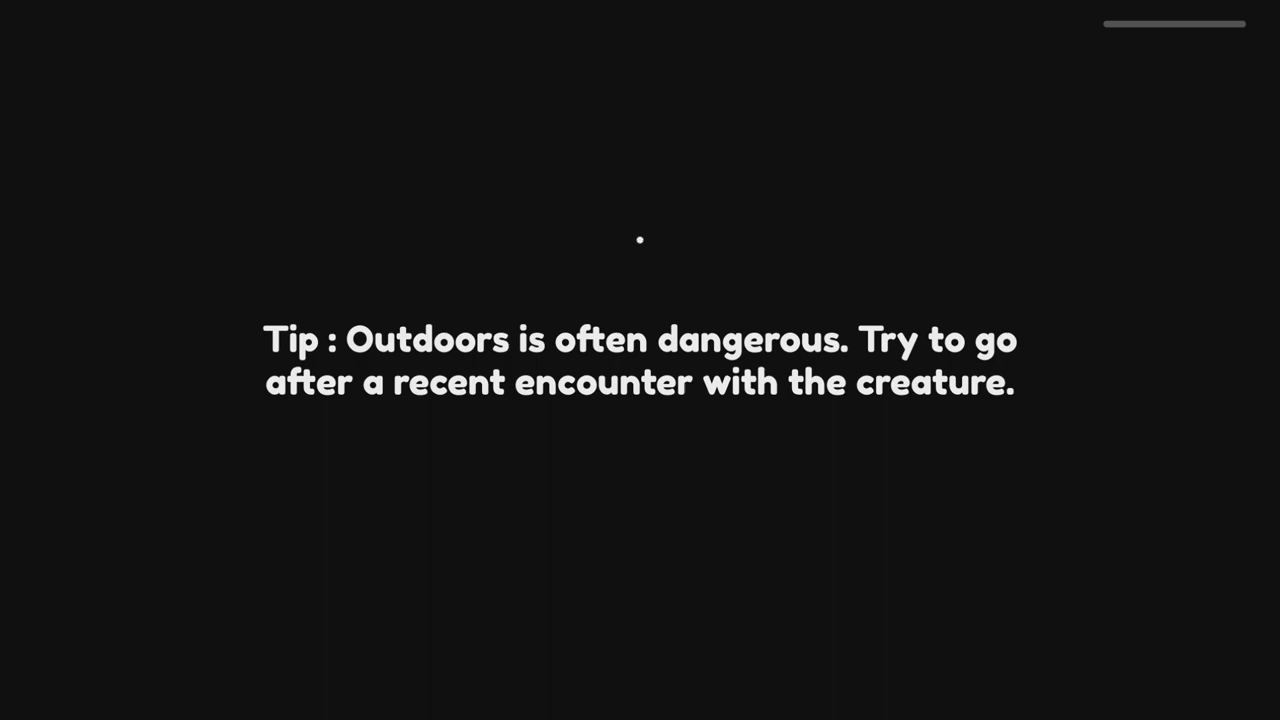 Tip : Outdoors is often dangerous. Try to go
after a recent encounter with the creature.